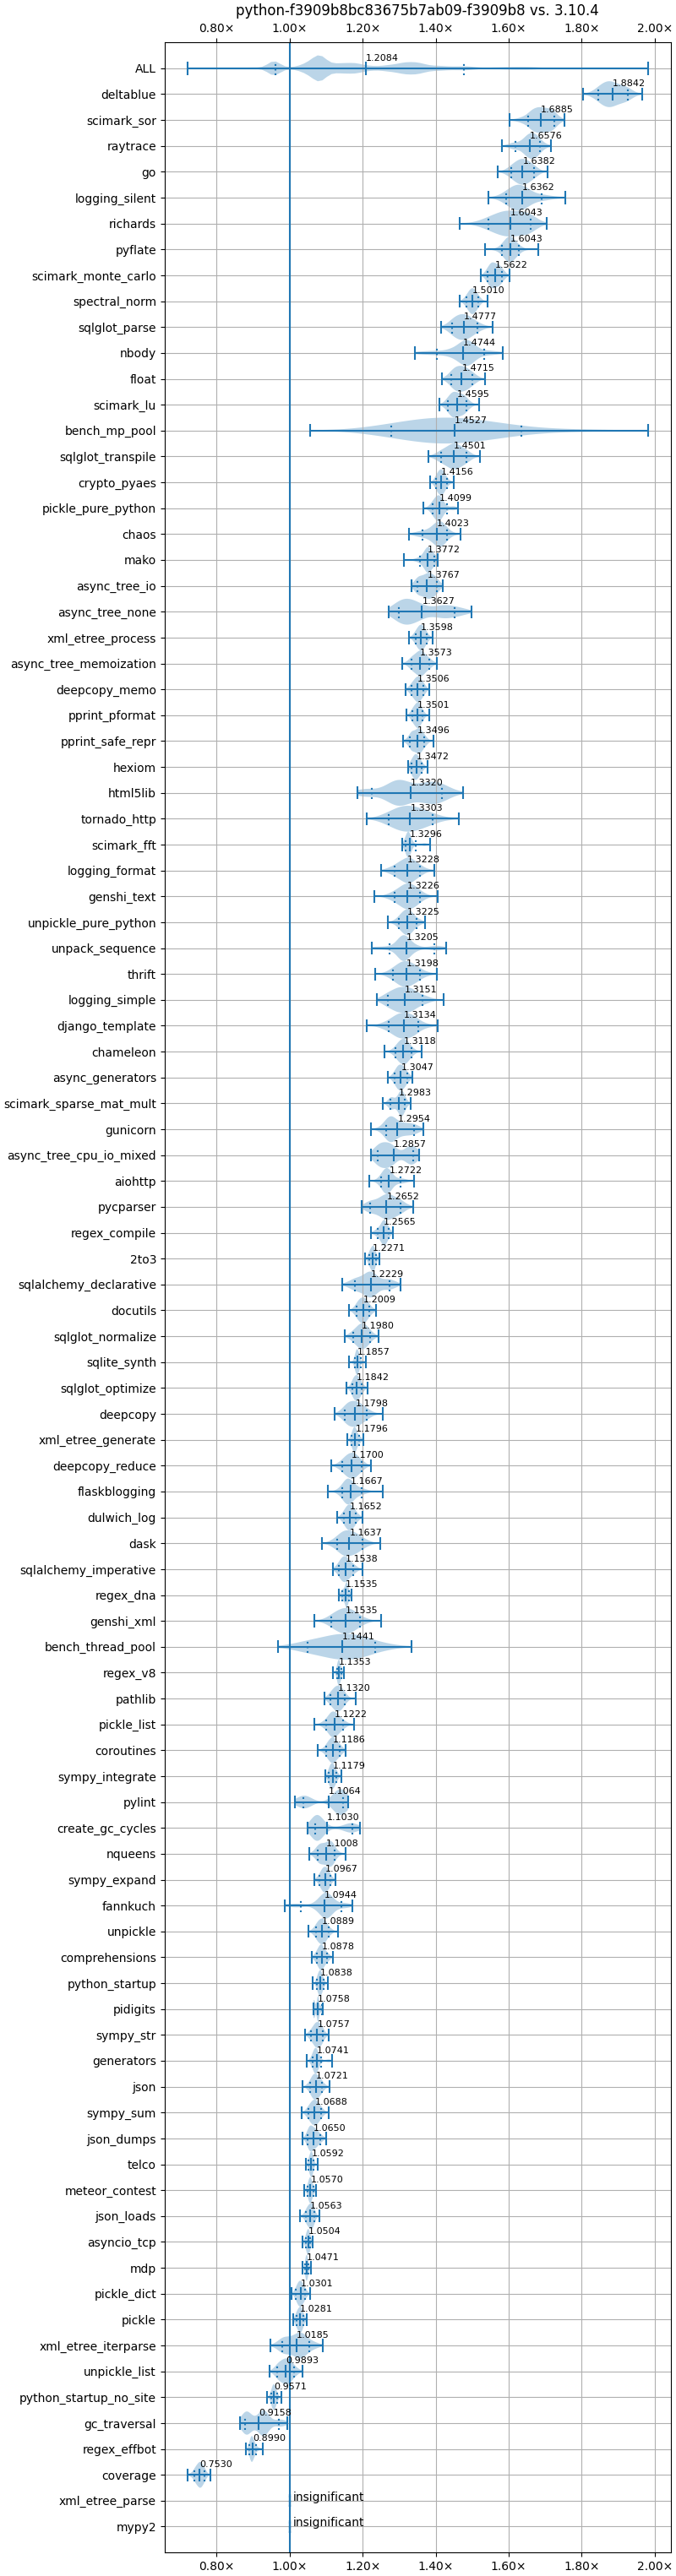 python-f3909b8bc83675b7ab09-f3909b8 vs. 3.10.4
0.80× 1.00× 1.20× 1.40× 1.60× 1.80× 2.00×
ALL 1.2084
deltablue 1.8842
scimark_sor 1.6885
raytrace 1.6576
go 1.6382
logging_silent 1.6362
richards 1.6043
pyflate 1.6043
scimark_monte_carlo 1.5622
spectral_norm 1.5010
sqlglot_parse 1.4777
nbody 1.4744
float 1.4715
scimark_lu 1.4595
bench_mp_pool 1.4527
sqlglot_transpile 1.4501
crypto_pyaes 1.4156
pickle_pure_python 1.4099
chaos 1.4023
mako 1.3772
async_tree_io 1.3767
async_tree_none 1.3627
xml_etree_process 1.3598
async_tree_memoization 1.3573
deepcopy_memo 1.3506
pprint_pformat 1.3501
pprint_safe_repr 1.3496
hexiom 1.3472
html5lib 1.3320
tornado_http 1.3303
scimark_fft 1.3296
logging_format 1.3228
genshi_text 1.3226
unpickle_pure_python 1.3225
unpack_sequence 1.3205
thrift 1.3198
logging_simple 1.3151
django_template 1.3134
chameleon 1.3118
async_generators 1.3047
scimark_sparse_mat_mult 1.2983
gunicorn 1.2954
async_tree_cpu_io_mixed 1.2857
aiohttp 1.2722
pycparser 1.2652
regex_compile 1.2565
2to3 1.2271
sqlalchemy_declarative 1.2229
docutils 1.2009
sqlglot_normalize 1.1980
sqlite_synth 1.1857
sqlglot_optimize 1.1842
deepcopy 1.1798
xml_etree_generate 1.1796
deepcopy_reduce 1.1700
flaskblogging 1.1667
dulwich_log 1.1652
dask 1.1637
sqlalchemy_imperative 1.1538
regex_dna 1.1535
genshi_xml 1.1535
bench_thread_pool 1.1441
regex_v8 1.1353
pathlib 1.1320
pickle_list 1.1222
coroutines 1.1186
sympy_integrate 1.1179
pylint 1.1064
create_gc_cycles 1.1030
nqueens 1.1008
sympy_expand 1.0967
fannkuch 1.0944
unpickle 1.0889
comprehensions 1.0878
python_startup 1.0838
pidigits 1.0758
sympy_str 1.0757
generators 1.0741
json 1.0721
sympy_sum 1.0688
json_dumps 1.0650
telco 1.0592
meteor_contest 1.0570
json_loads 1.0563
asyncio_tcp 1.0504
mdp 1.0471
pickle_dict 1.0301
pickle 1.0281
xml_etree_iterparse 1.0185
unpickle_list 0.9893
python_startup_no_site 0.9571
gc_traversal 0.9158
regex_effbot 0.8990
coverage 0.7530
xml_etree_parse insignificant
mypy2 insignificant
0.80× 1.00× 1.20× 1.40× 1.60× 1.80× 2.00×